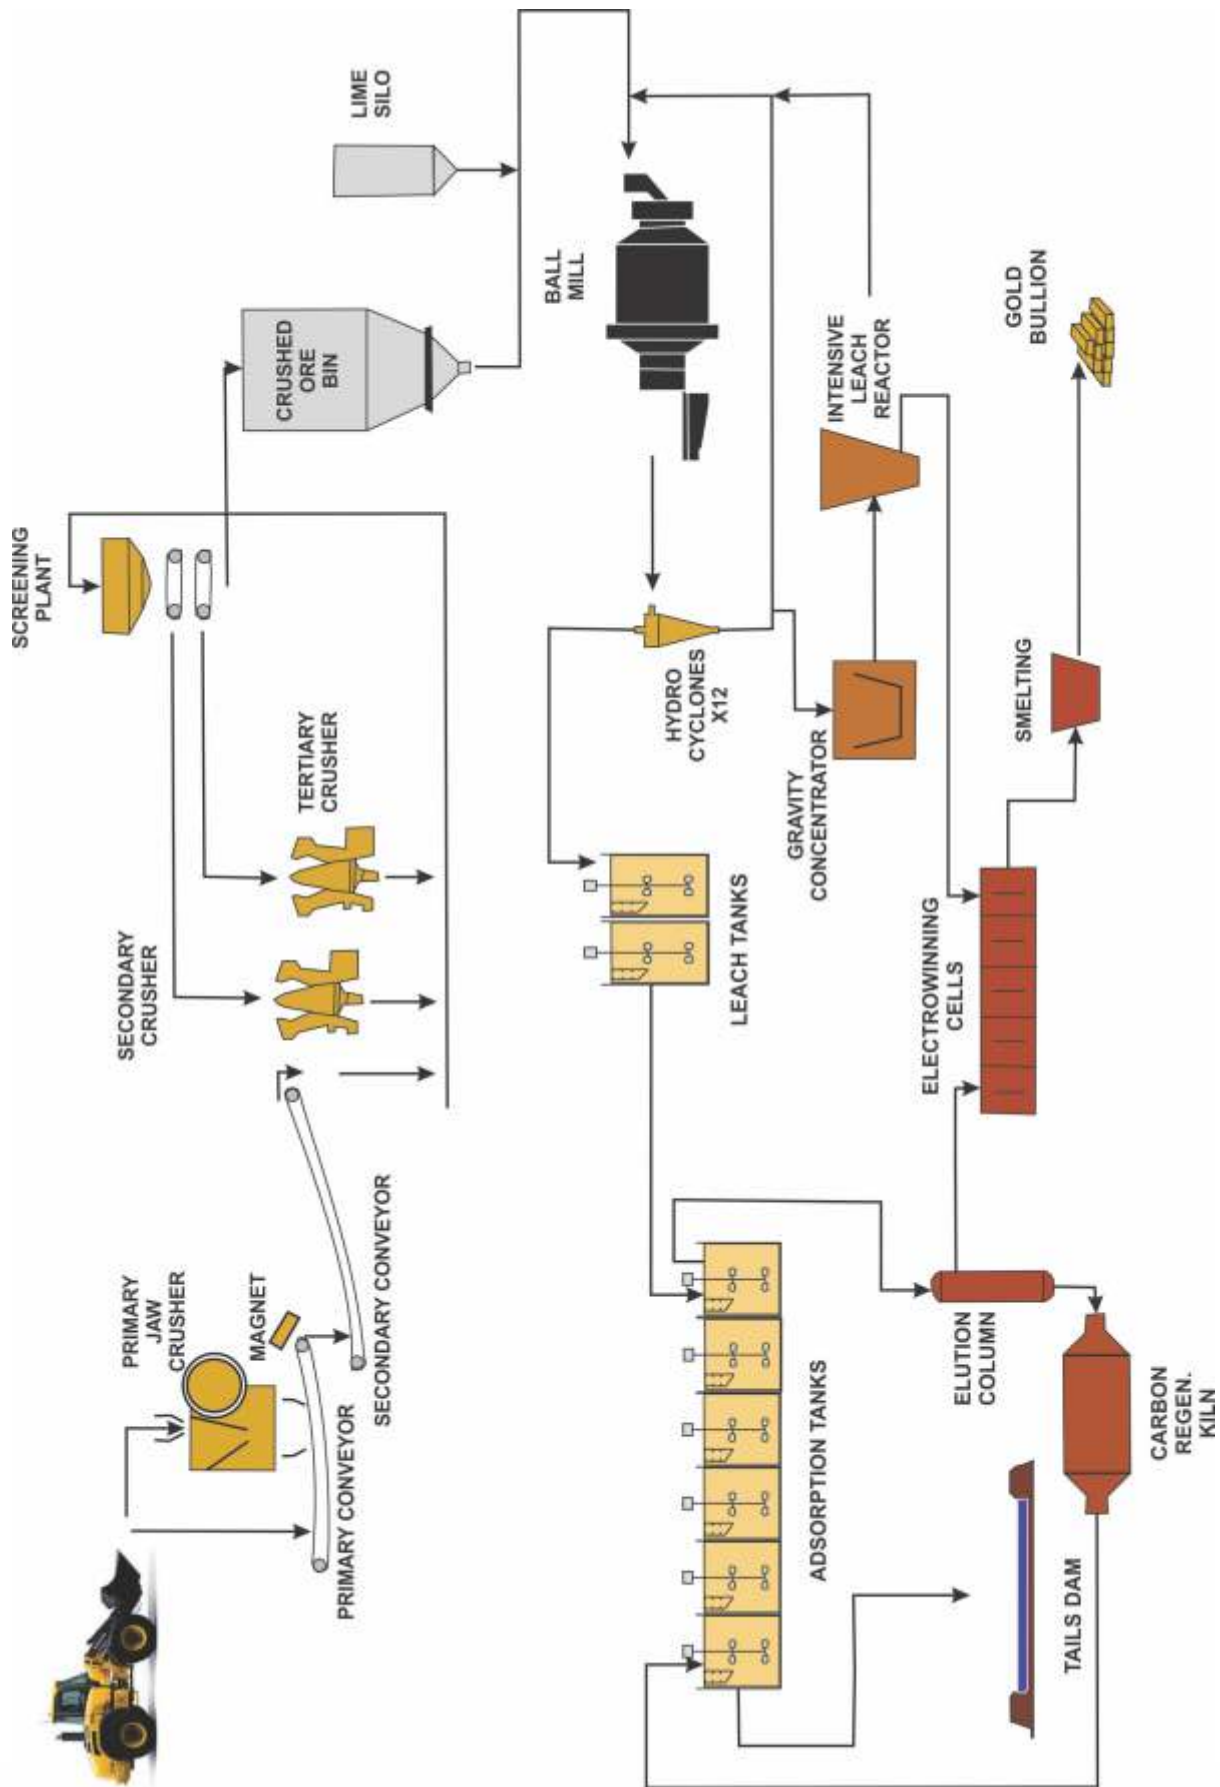 PRIMARY
JAW
CRUSHER
MAGNET
PRIMARY CONVEYOR
SECONDARY CONVEYOR
SECONDARY
CRUSHER
TERTIARY
CRUSHER
SCREENING
PLANT
CRUSHED
ORE
BIN
LIME
SILO
BALL
MILL
HYDRO
CYCLONES
X12
GRAVITY
CONCENTRATOR
INTENSIVE
LEACH
REACTOR
LEACH TANKS
ADSORPTION TANKS
TAILS DAM
ELUTION
COLUMN
CARBON
REGEN.
KILN
ELECTROWINNING
CELLS
SMELTING
GOLD
BULLION